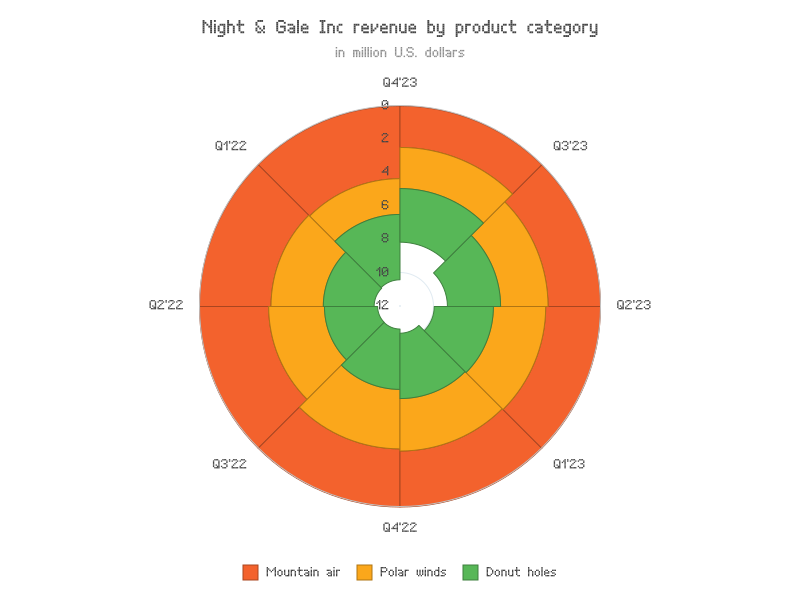 Night & Gale Inc revenue by product category
in million U.S. dollars
Q4'23
0
Q1'22
2
Q3'23
4
6
8
10
Q2'22
12
Q2'23
Q3'22
Q1'23
Q4'22
Mountain air
Polar winds
Donut holes